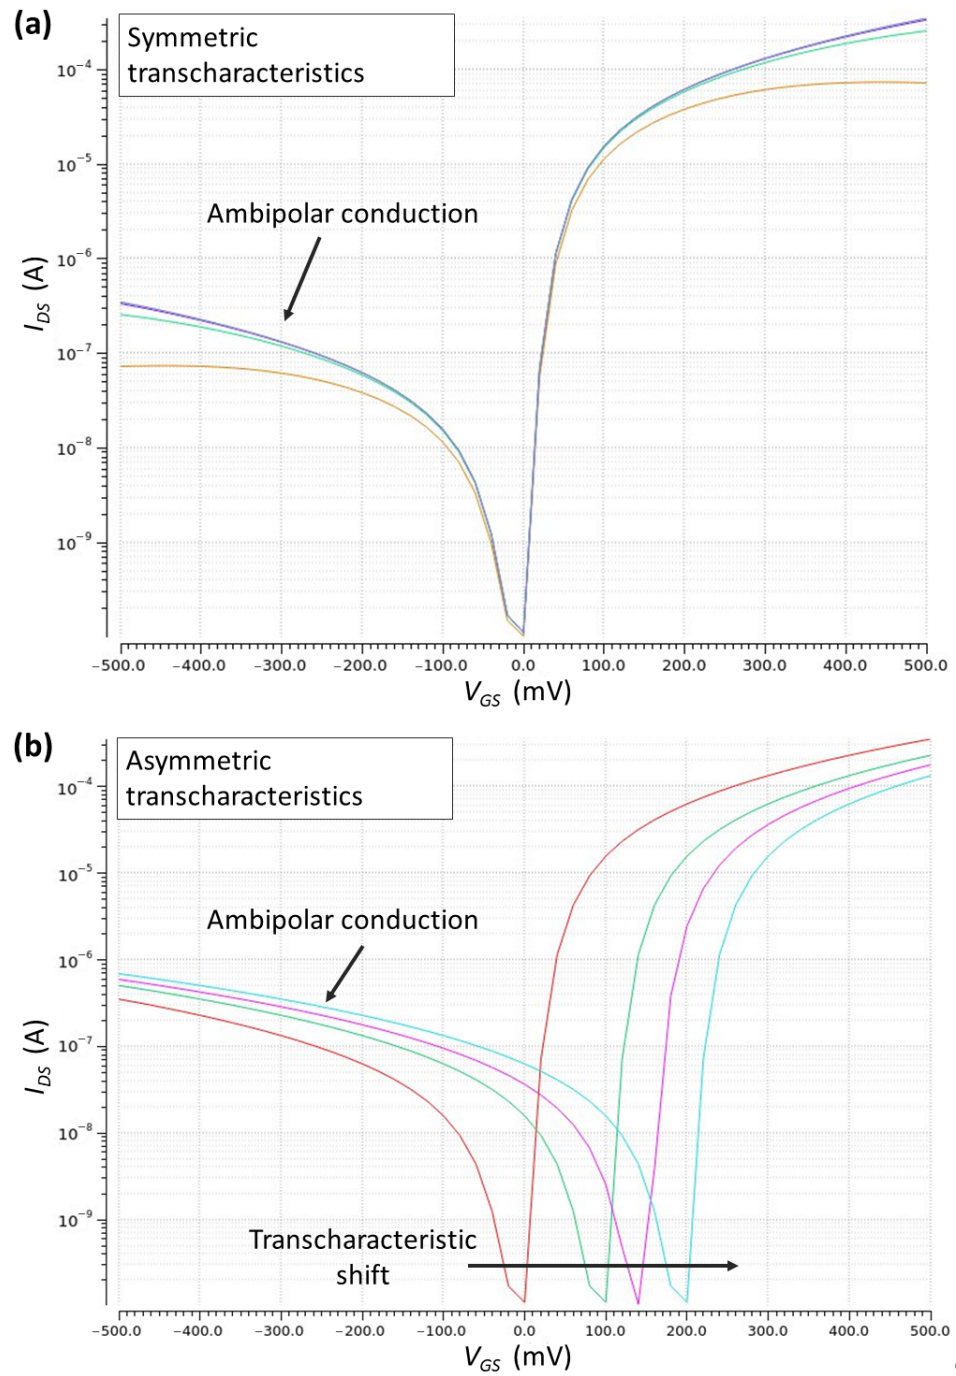 (a)
Symmetric
transcharacteristics
10⁻⁴
10⁻⁵
Ambipolar conduction
10⁻⁶
I_DS (A)
10⁻⁷
10⁻⁸
10⁻⁹
−500.0 −400.0 −300.0 −200.0 −100.0 0.0 100.0 200.0 300.0 400.0 500.0
V_GS (mV)
(b)
Asymmetric
transcharacteristics
10⁻⁴
10⁻⁵
Ambipolar conduction
10⁻⁶
I_DS (A)
10⁻⁷
10⁻⁸
10⁻⁹
Transcharacteristic
shift
−500.0 −400.0 −300.0 −200.0 −100.0 0.0 100.0 200.0 300.0 400.0 500.0
V_GS (mV)